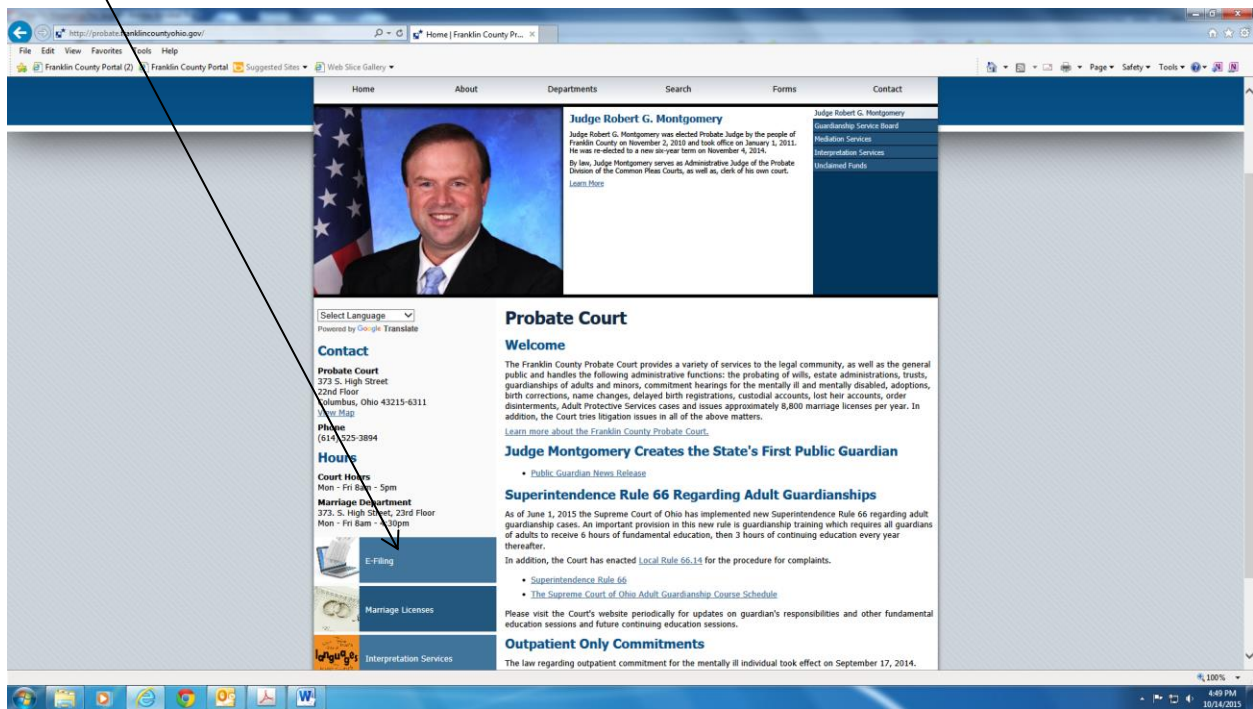 http://probate.franklincountyohio.gov/
Home | Franklin County Pr...
File Edit View Favorites Tools Help
Franklin County Portal (2) Franklin County Portal Suggested Sites Web Slice Gallery
Page Safety Tools
Home About Departments Search Forms Contact
Judge Robert G. Montgomery
Judge Robert G. Montgomery was elected Probate Judge by the people of
Franklin County on November 2, 2010 and took office on January 1, 2011.
He was re-elected to a new six-year term on November 4, 2014.
By law, Judge Montgomery serves as Administrative Judge of the Probate
Division of the Common Pleas Courts, as well as, clerk of his own court.
Learn More
Judge Robert G. Montgomery
Guardianship Service Board
Mediation Services
Interpretation Services
Unclaimed Funds
Select Language
Powered by Google Translate
Contact
Probate Court
373 S. High Street
22nd Floor
Columbus, Ohio 43215-6311
View Map
Phone
(614) 525-3894
Hours
Court Hours
Mon - Fri 8am - 5pm
Marriage Department
373. S. High Street, 23rd Floor
Mon - Fri 8am - 4:30pm
E-Filing
Marriage Licenses
languages
Interpretation Services
Probate Court
Welcome
The Franklin County Probate Court provides a variety of services to the legal community, as well as the general
public and handles the following administrative functions: the probating of wills, estate administrations, trusts,
guardianships of adults and minors, commitment hearings for the mentally ill and mentally disabled, adoptions,
birth corrections, name changes, delayed birth registrations, custodial accounts, lost heir accounts, order
disinterments, Adult Protective Services cases and issues approximately 8,800 marriage licenses per year. In
addition, the Court tries litigation issues in all of the above matters.
Learn more about the Franklin County Probate Court.
Judge Montgomery Creates the State's First Public Guardian
• Public Guardian News Release
Superintendence Rule 66 Regarding Adult Guardianships
As of June 1, 2015 the Supreme Court of Ohio has implemented new Superintendence Rule 66 regarding adult
guardianship cases. An important provision in this new rule is guardianship training which requires all guardians
of adults to receive 6 hours of fundamental education, then 3 hours of continuing education every year
thereafter.
In addition, the Court has enacted Local Rule 66.14 for the procedure for complaints.
• Superintendence Rule 66
• The Supreme Court of Ohio Adult Guardianship Course Schedule
Please visit the Court's website periodically for updates on guardian's responsibilities and other fundamental
education sessions and future continuing education sessions.
Outpatient Only Commitments
The law regarding outpatient commitment for the mentally ill individual took effect on September 17, 2014.
100%
4:49 PM
10/14/2015